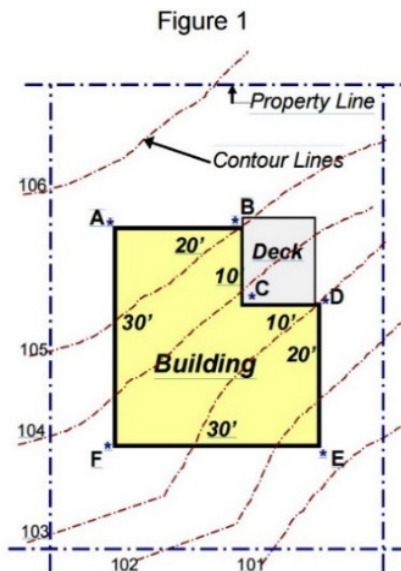 Figure 1
Property Line
Contour Lines
106
A
B
20'
Deck
10'
C
D
30'
10'
20'
105
Building
104
30'
F
E
103
102
101